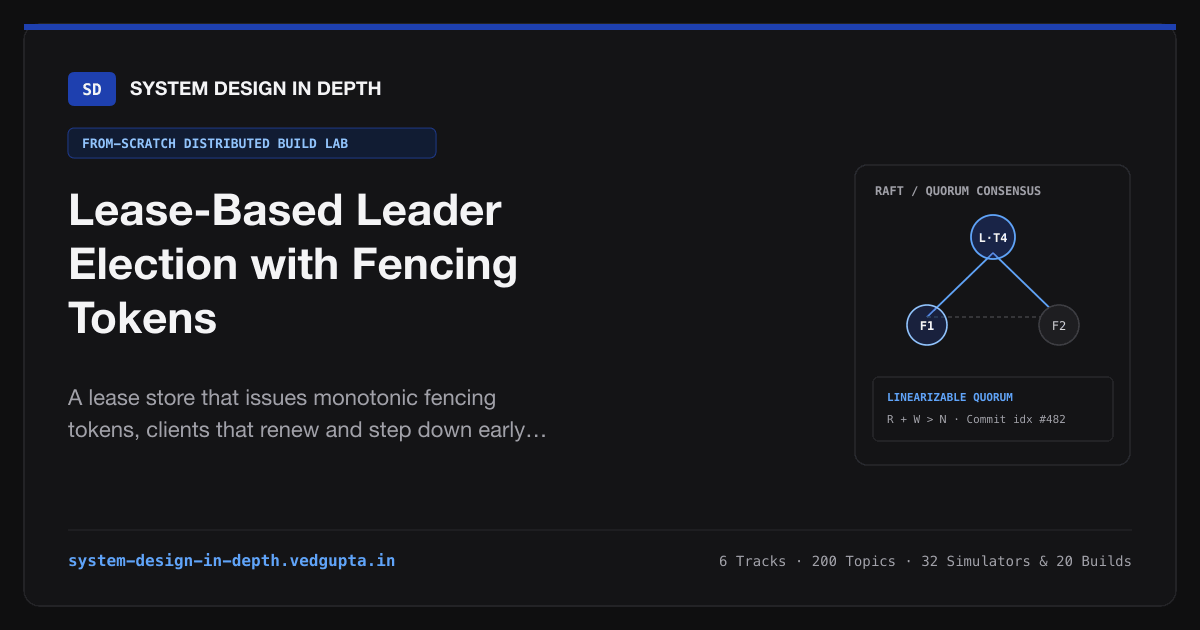 SD
SYSTEM DESIGN IN DEPTH
FROM-SCRATCH DISTRIBUTED BUILD LAB
Lease-Based Leader
Election with Fencing
Tokens
A lease store that issues monotonic fencing
tokens, clients that renew and step down early…
RAFT / QUORUM CONSENSUS
L·T4
F1
F2
LINEARIZABLE QUORUM
R + W > N · Commit idx #482
system-design-in-depth.vedgupta.in
6 Tracks · 200 Topics · 32 Simulators & 20 Builds